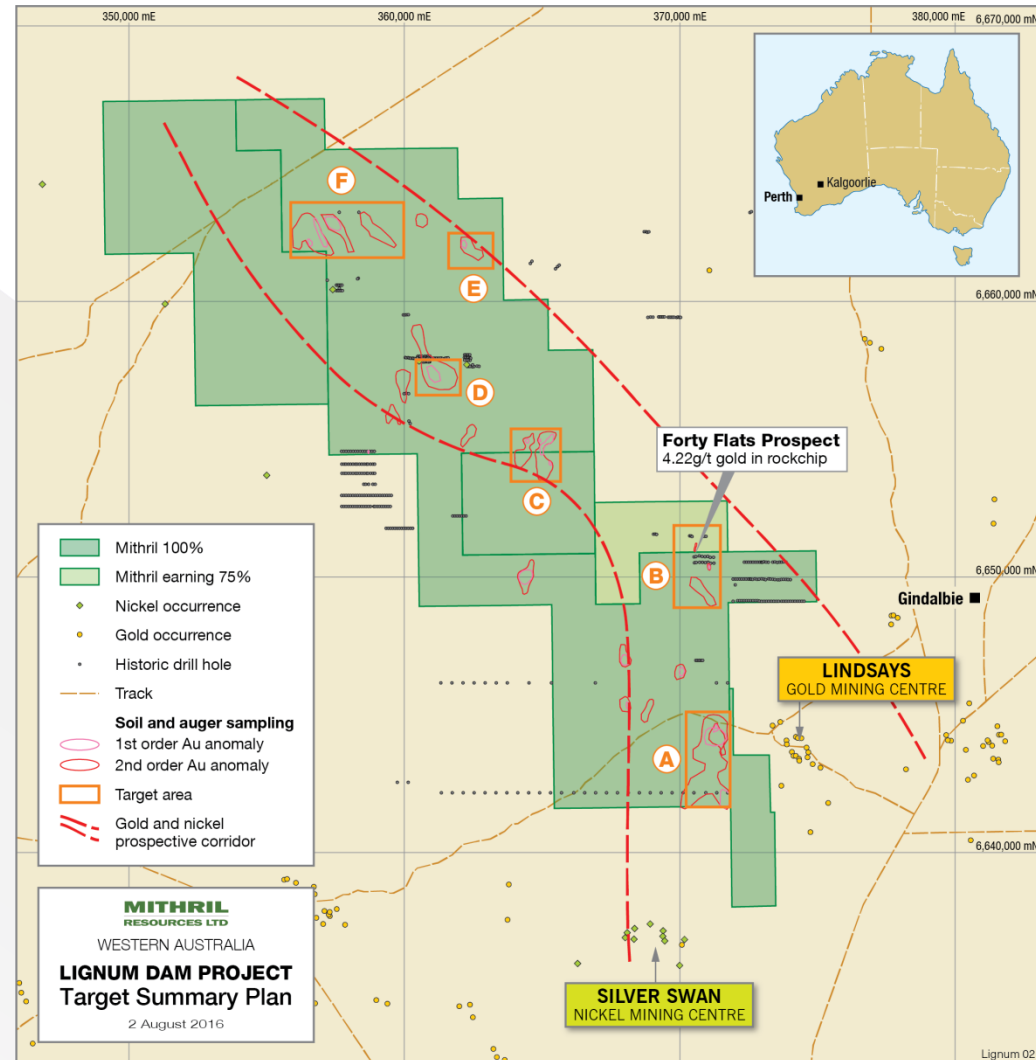 350,000 mE
360,000 mE
370,000 mE
380,000 mE
6,670,000 mN
Kalgoorlie
Perth
F
E
6,660,000 mN
D
Forty Flats Prospect
4.22g/t gold in rockchip
C
B
6,650,000 mN
Gindalbie
LINDSAYS
GOLD MINING CENTRE
A
6,640,000 mN
SILVER SWAN
NICKEL MINING CENTRE
Mithril 100%
Mithril earning 75%
Nickel occurrence
Gold occurrence
Historic drill hole
Track
Soil and auger sampling
1st order Au anomaly
2nd order Au anomaly
Target area
Gold and nickel
prospective corridor
MITHRIL
RESOURCES LTD
WESTERN AUSTRALIA
LIGNUM DAM PROJECT
Target Summary Plan
2 August 2016
Lignum 02